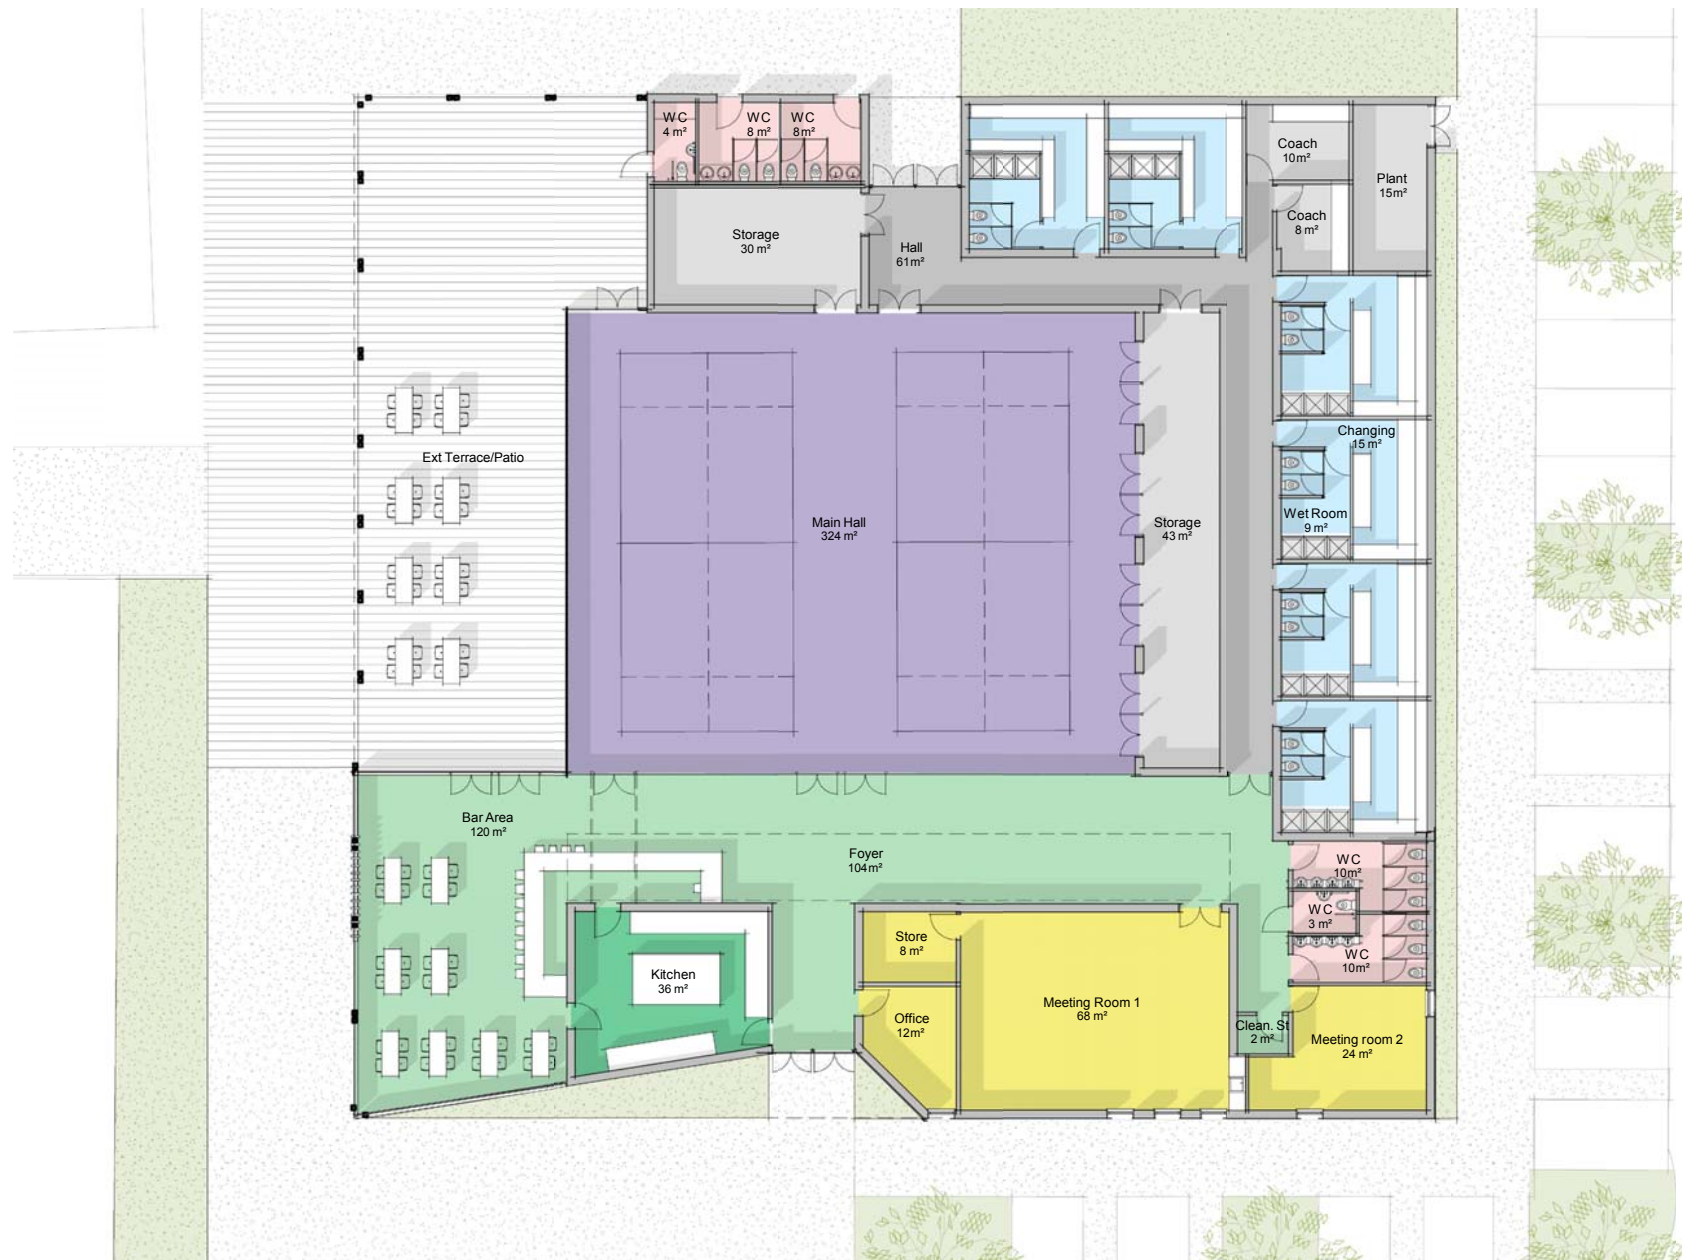 WC
4 m²
WC
8 m²
WC
8 m²
Coach
10m²
Plant
15m²
Coach
8 m²
Storage
30 m²
Hall
61m²
Changing
15 m²
Ext Terrace/Patio
Wet Room
9 m²
Main Hall
324 m²
Storage
43 m²
Bar Area
120 m²
Foyer
104m²
WC
10m²
WC
3 m²
Store
8 m²
WC
10m²
Kitchen
36 m²
Meeting Room 1
68 m²
Office
12m²
Clean. St
2 m²
Meeting room 2
24 m²